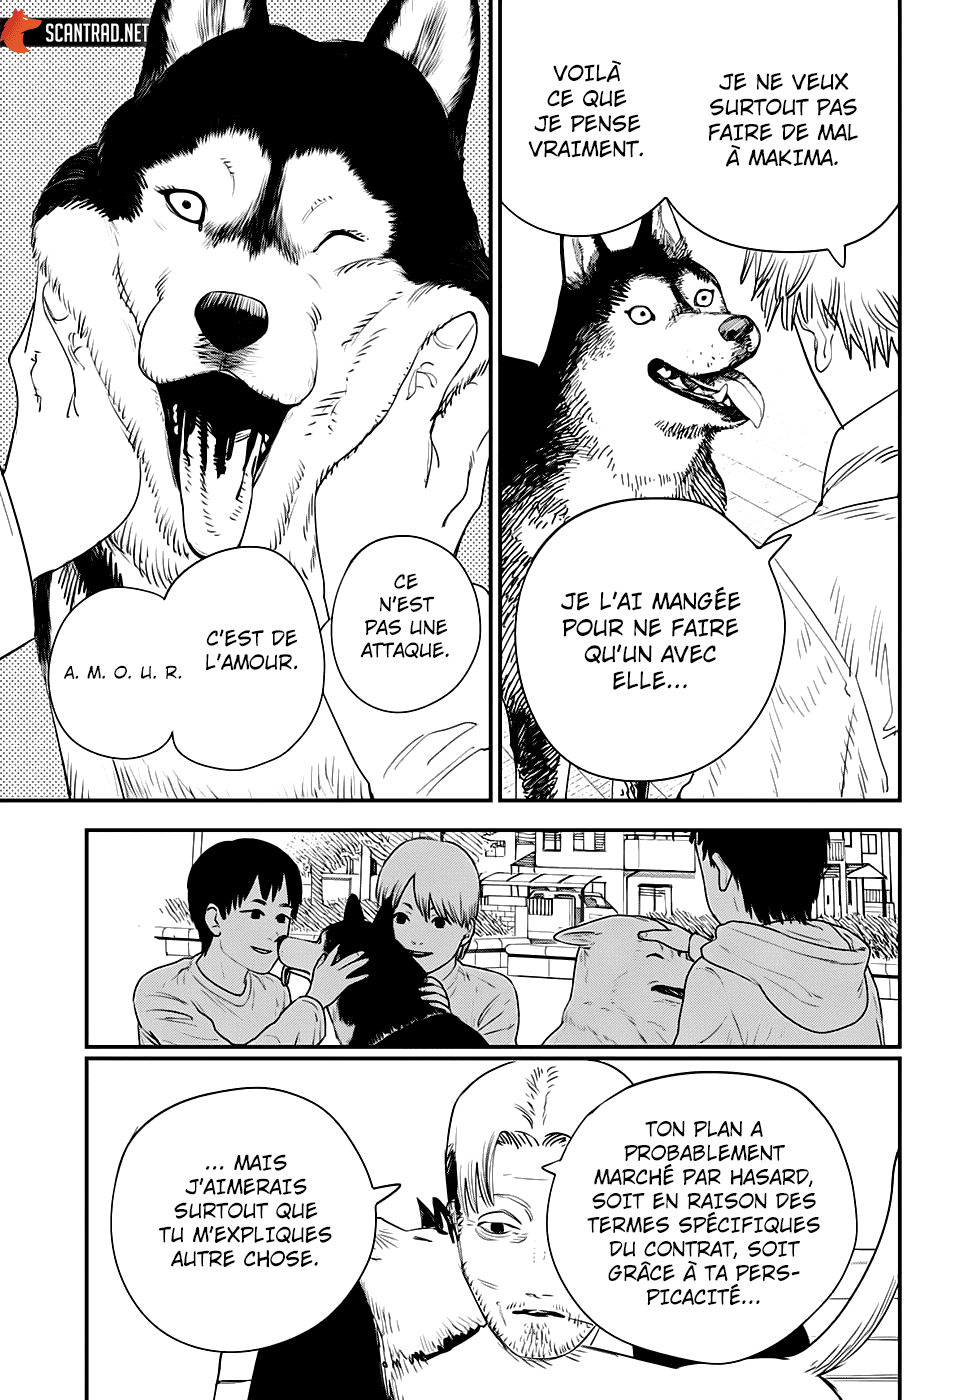 SCANTRAD.NET
JE NE VEUX
SURTOUT PAS
FAIRE DE MAL
À MAKIMA.
VOILÀ
CE QUE
JE PENSE
VRAIMENT.
JE L'AI MANGÉE
POUR NE FAIRE
QU'UN AVEC
ELLE...
CE
N'EST
PAS UNE
ATTAQUE.
C'EST DE
L'AMOUR.
A. M. O. U. R.
TON PLAN A
PROBABLEMENT
MARCHÉ PAR HASARD,
SOIT EN RAISON DES
TERMES SPÉCIFIQUES
DU CONTRAT, SOIT
GRÂCE À TA PERS-
PICACITÉ...
... MAIS
J'AIMERAIS
SURTOUT QUE
TU M'EXPLIQUES
AUTRE CHOSE.